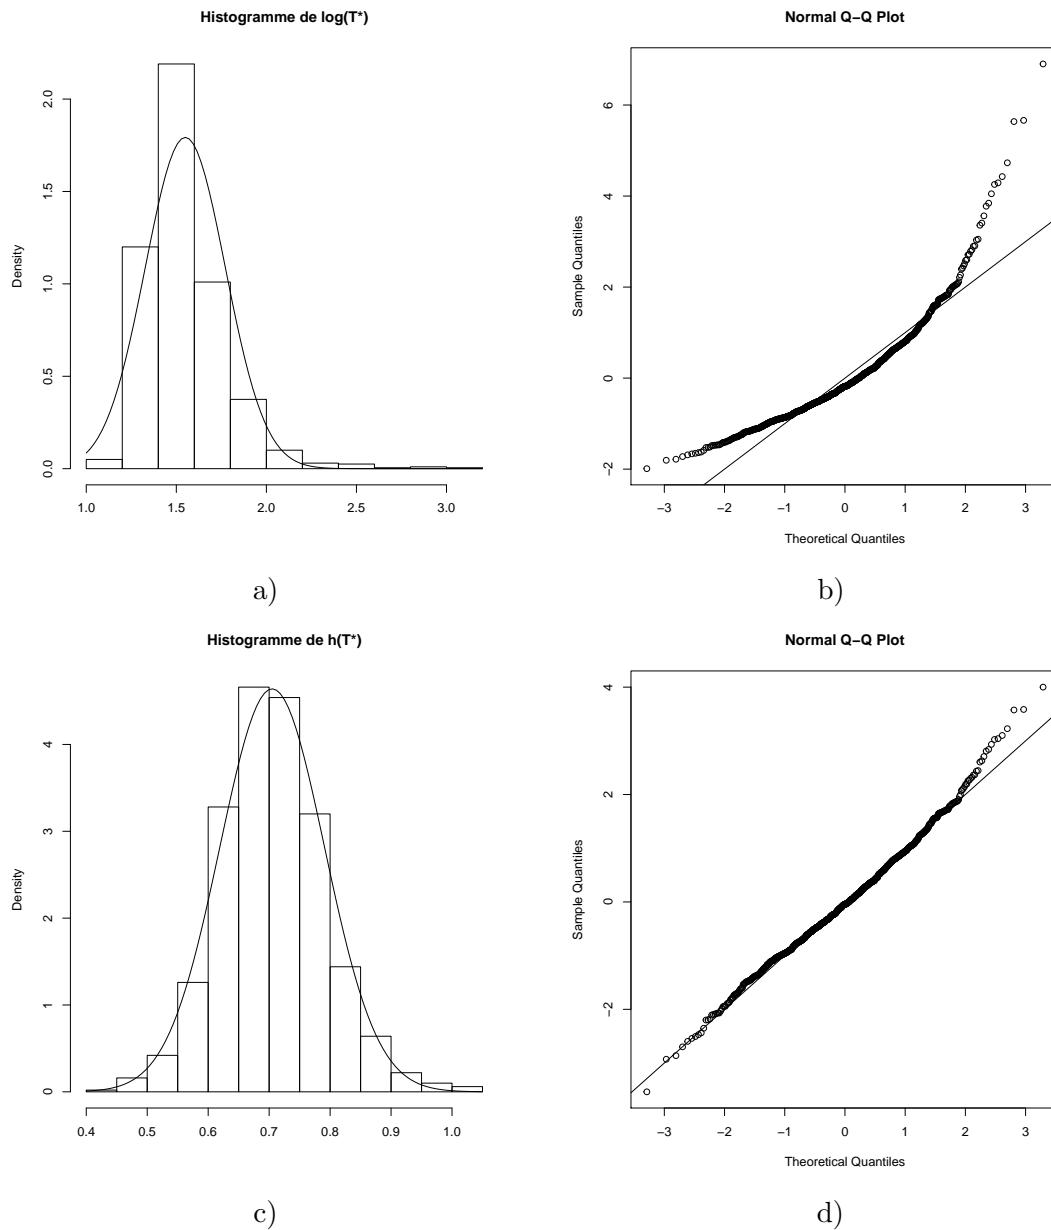 Histogramme de log(T*)
Density
0.0 0.5 1.0 1.5 2.0
1.0 1.5 2.0 2.5 3.0
a)
Normal Q−Q Plot
Sample Quantiles
−2 0 2 4 6
−3 −2 −1 0 1 2 3
Theoretical Quantiles
b)
Histogramme de h(T*)
Density
0 1 2 3 4
0.4 0.5 0.6 0.7 0.8 0.9 1.0
c)
Normal Q−Q Plot
Sample Quantiles
−2 0 2 4
−3 −2 −1 0 1 2 3
Theoretical Quantiles
d)